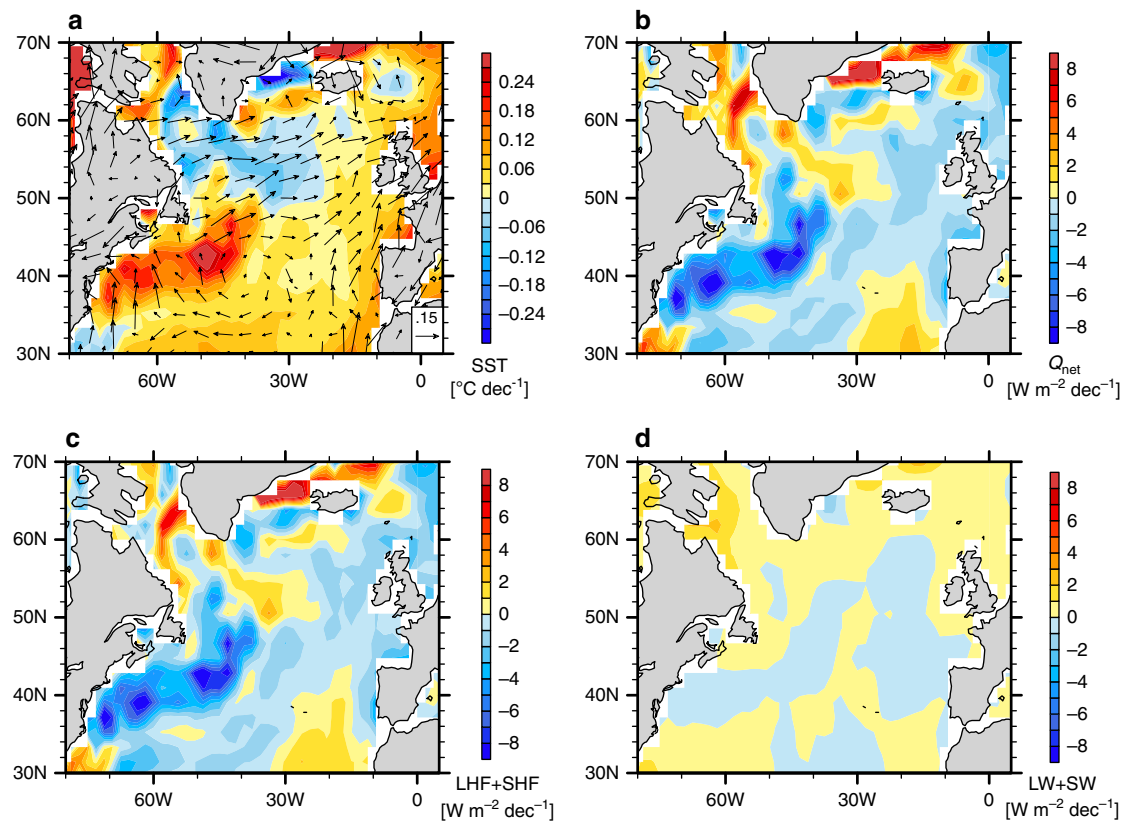 a
70N
60N
50N
40N
30N
60W
30W
0
15
0.24
0.12
0.06
0
−0.06
−0.12
−0.18
−0.24
SST
[°C dec⁻¹]
b
70N
60N
50N
40N
30N
60W
30W
0
8
6
4
2
0
−2
−4
−6
−8
Qnet
[W m⁻² dec⁻¹]
c
70N
60N
50N
40N
30N
60W
30W
0
8
6
4
2
0
−2
−4
−6
−8
LHF+SHF
[W m⁻² dec⁻¹]
d
70N
60N
50N
40N
30N
60W
30W
0
8
6
4
2
0
−2
−4
−6
−8
LW+SW
[W m⁻² dec⁻¹]